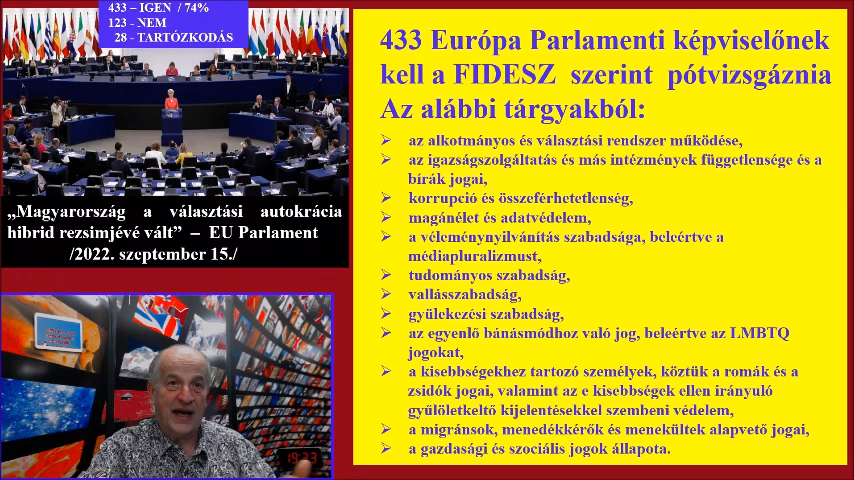 433 – IGEN / 74%
123 - NEM
28 - TARTÓZKODÁS
„Magyarország a választási autokrácia
hibrid rezsimjévé vált” – EU Parlament
/2022. szeptember 15./
433 Európa Parlamenti képviselőnek
kell a FIDESZ szerint pótvizsgáznia
Az alábbi tárgyakból:
➢ az alkotmányos és választási rendszer működése,
➢ az igazságszolgáltatás és más intézmények függetlensége és a
bírák jogai,
➢ korrupció és összeférhetetlenség,
➢ magánélet és adatvédelem,
➢ a véleménynyilvánítás szabadsága, beleértve a
médiapluralizmust,
➢ tudományos szabadság,
➢ vallásszabadság,
➢ gyülekezési szabadság,
➢ az egyenlő bánásmódhoz való jog, beleértve az LMBTQ
jogokat,
➢ a kisebbségekhez tartozó személyek, köztük a romák és a
zsidók jogai, valamint az e kisebbségek ellen irányuló
gyűlöletkeltő kijelentésekkel szembeni védelem,
➢ a migránsok, menedékkérők és menekültek alapvető jogai,
➢ a gazdasági és szociális jogok állapota.
19:33